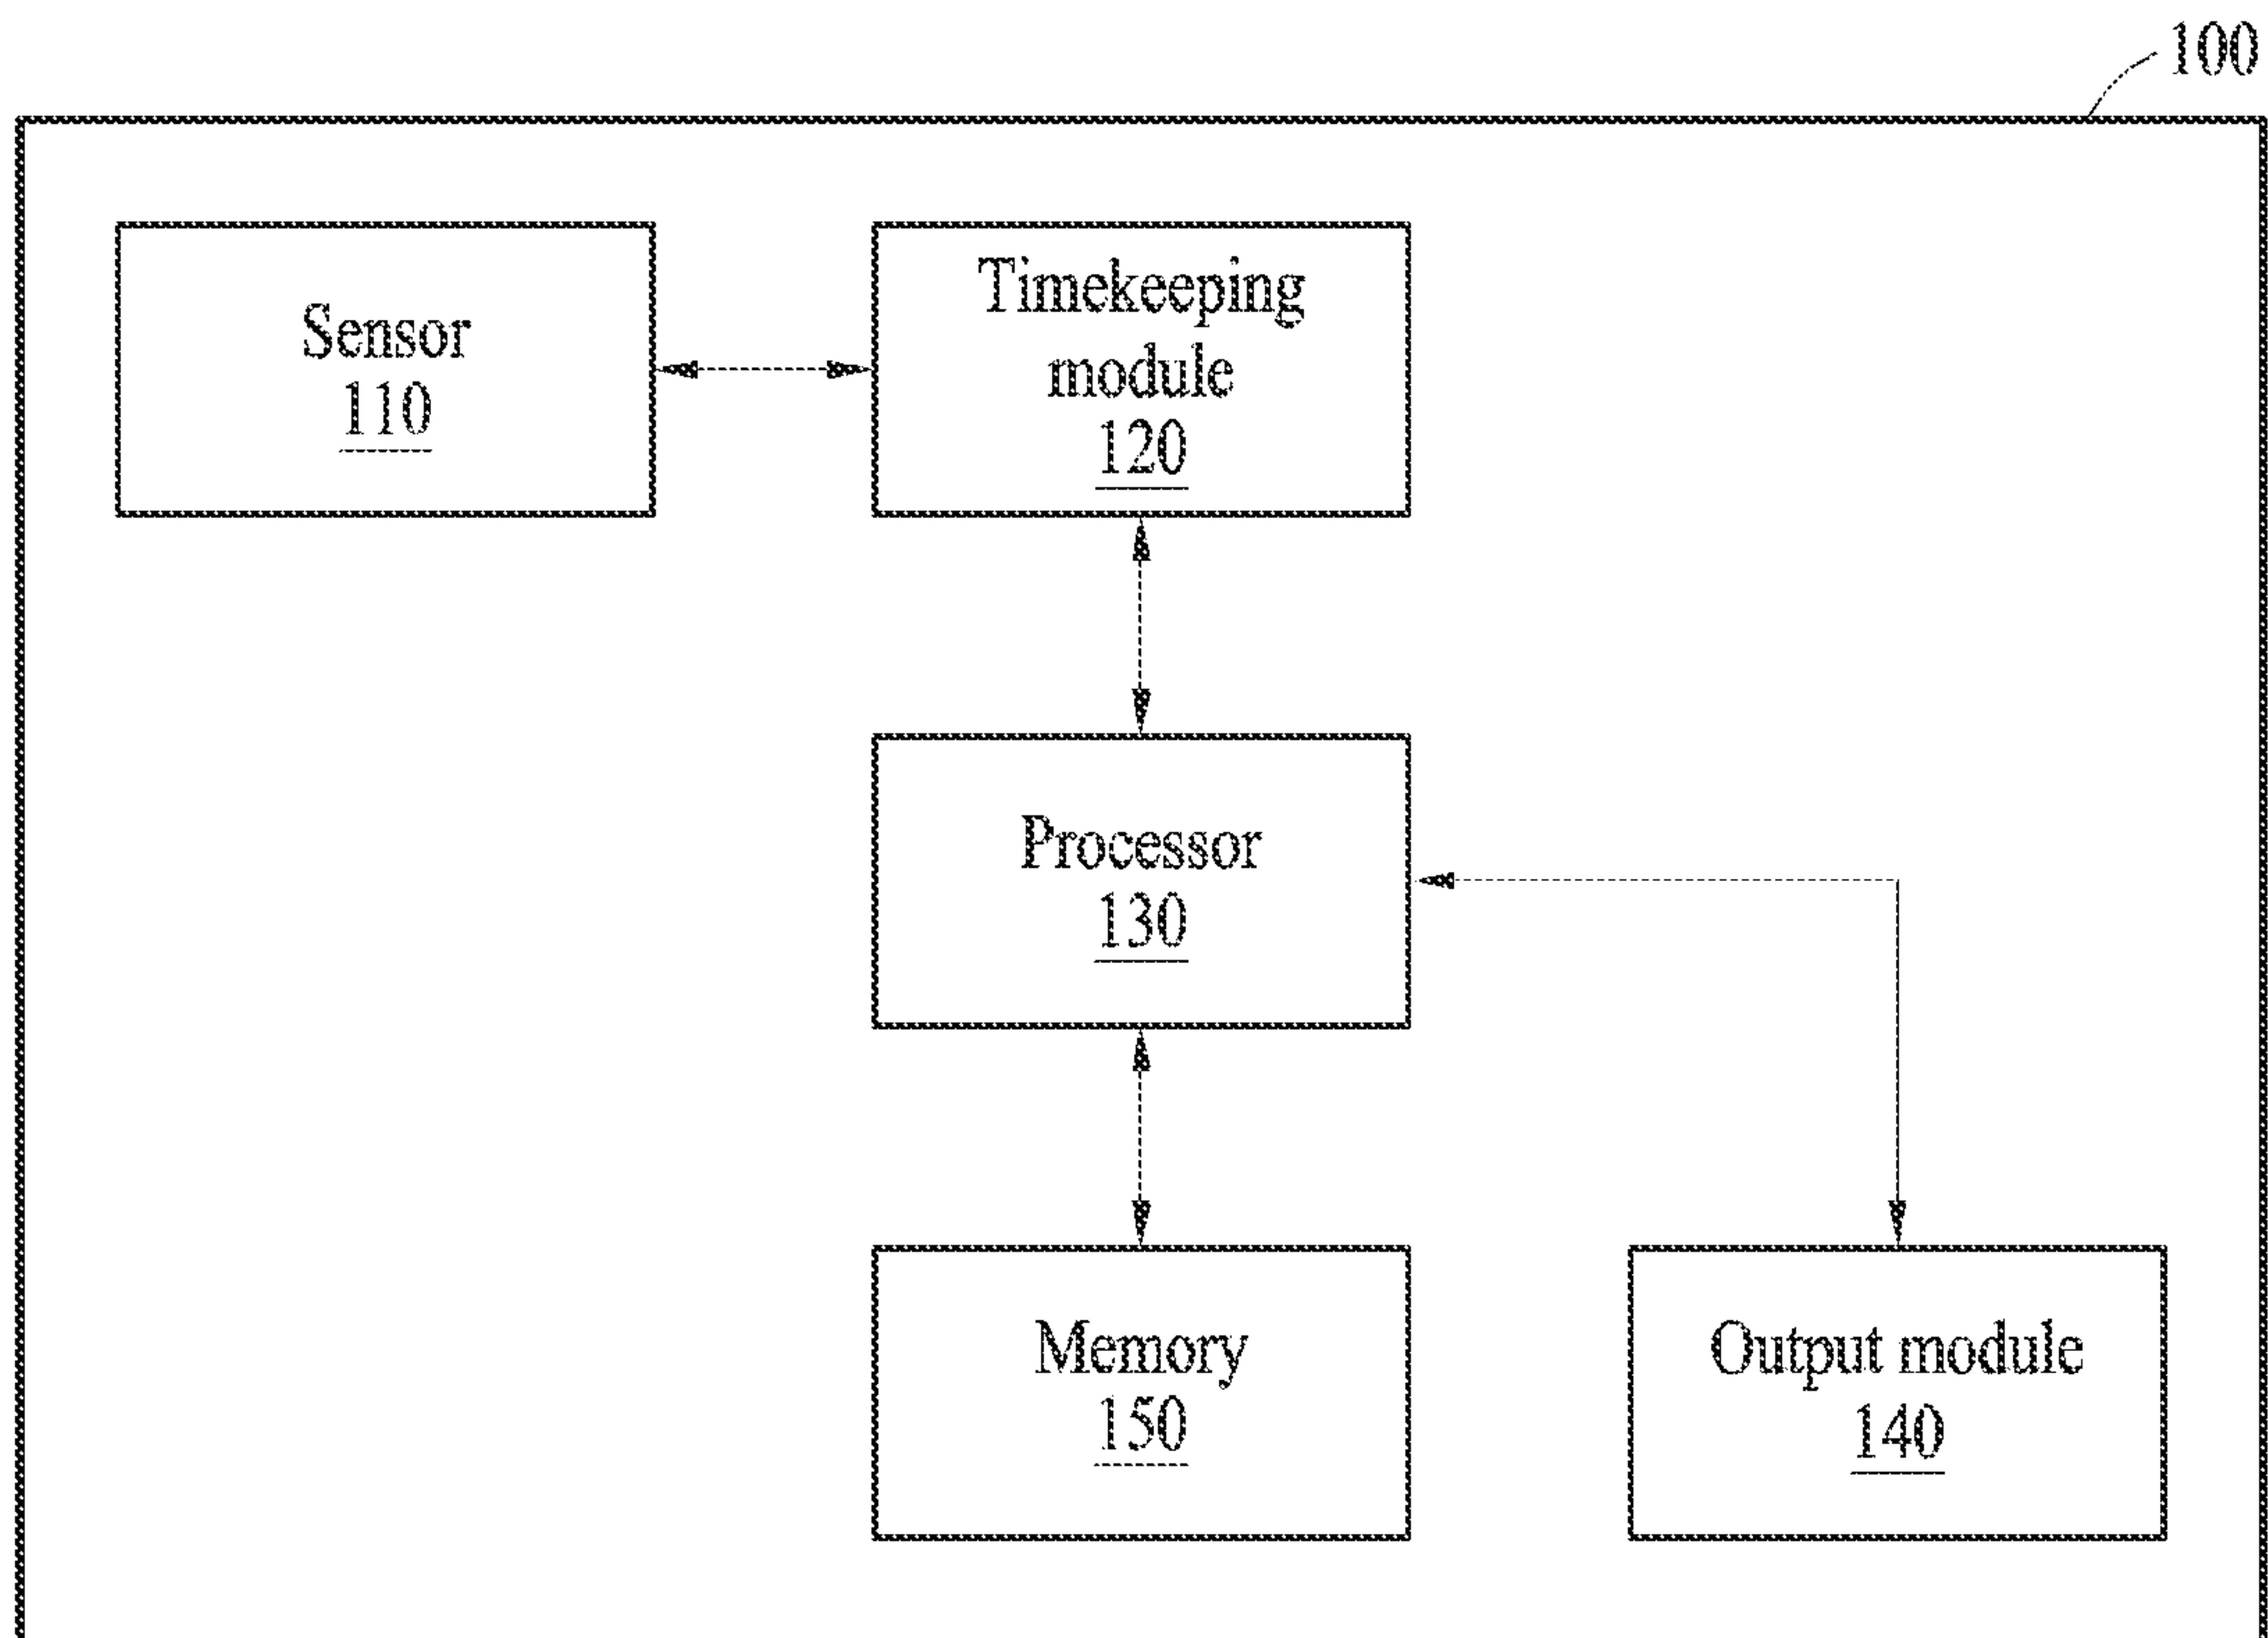 100
Sensor
110
Timekeeping
module
120
Processor
130
Memory
150
Output module
140